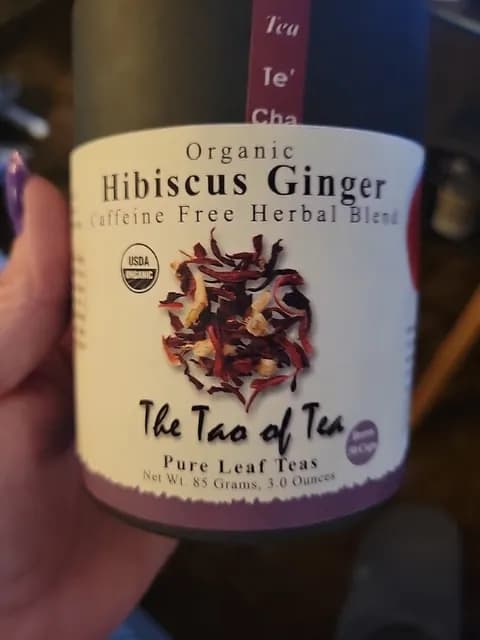 Tea
Te'
Cha
Organic
Hibiscus Ginger
Caffeine Free Herbal Blend
USDA
ORGANIC
The Tao of Tea
Pure Leaf Teas
Net Wt. 85 Grams, 3.0 Ounces